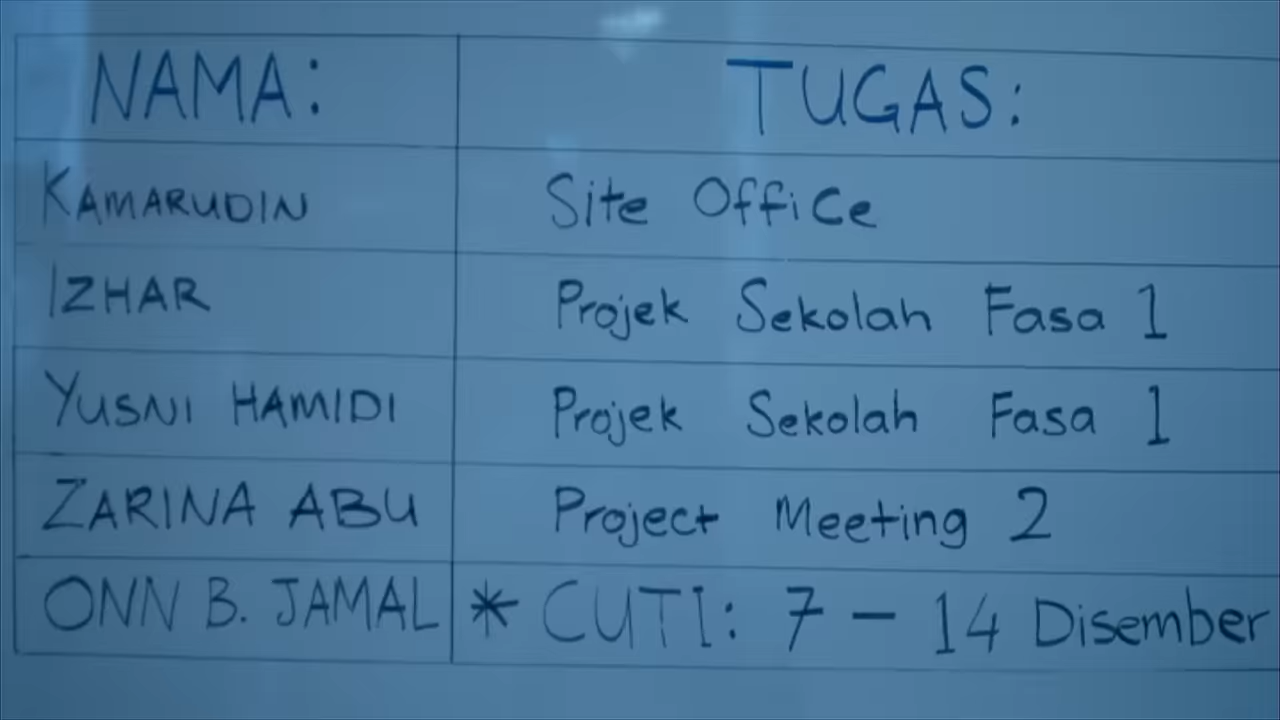 NAMA: TUGAS:
KAMARUDIN Site Office
IZHAR Projek Sekolah Fasa 1
YUSNI HAMIDI Projek Sekolah Fasa 1
ZARINA ABU Project Meeting 2
ONN B. JAMAL * CUTI: 7 - 14 Disember